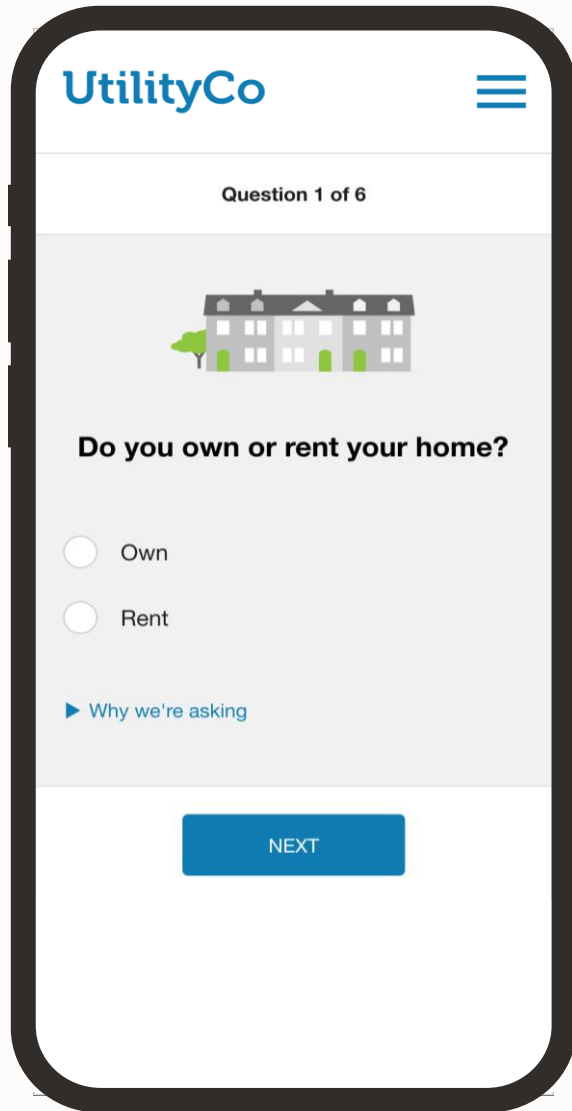 UtilityCo
Question 1 of 6
Do you own or rent your home?
Own
Rent
Why we're asking
NEXT